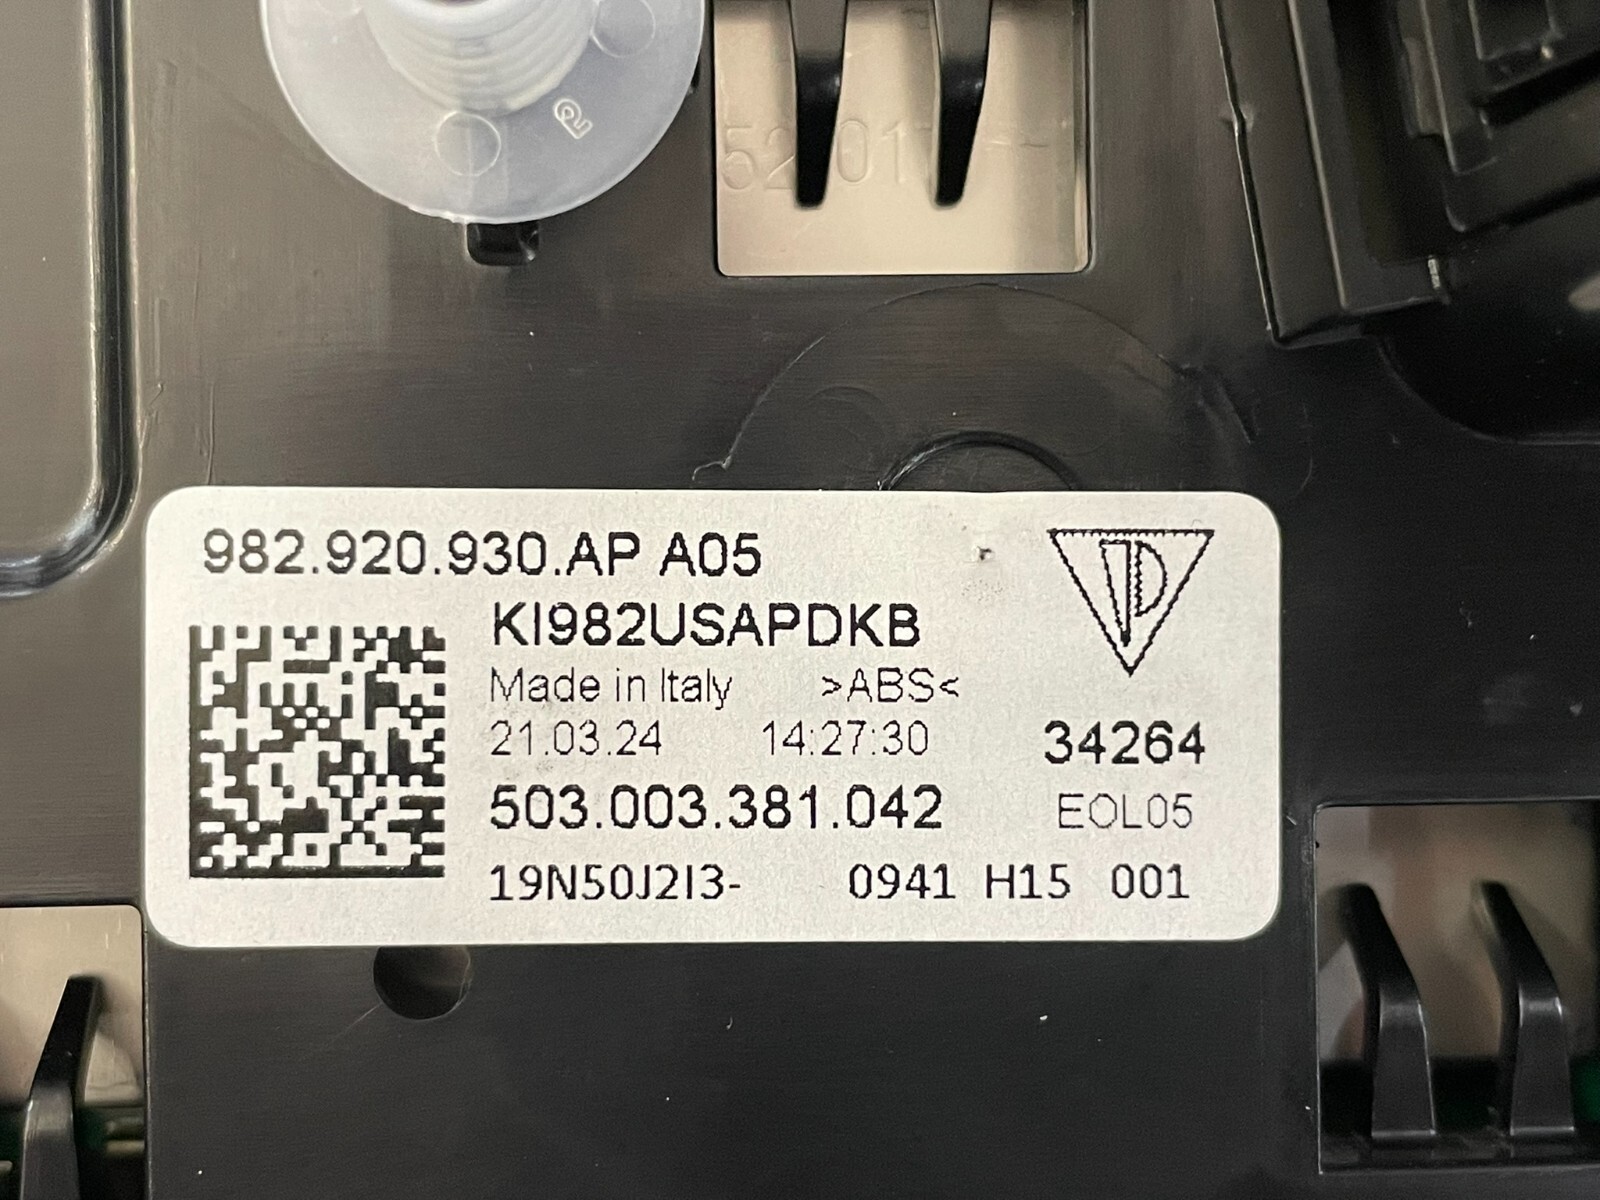 982.920.930.AP A05
KI982USAPDKB
Made in Italy >ABS<
21.03.24 14:27:30 34264
503.003.381.042 EOL05
19N50J2I3- 0941 H15 001